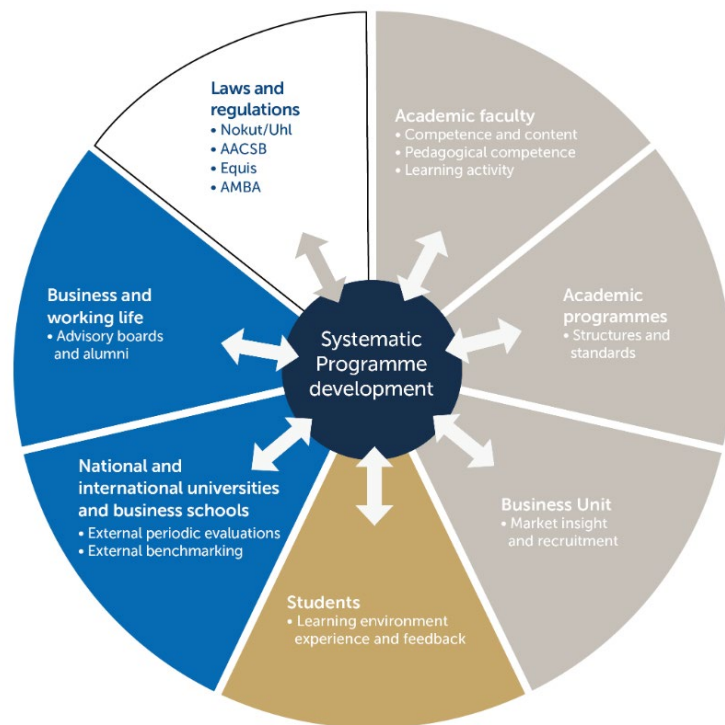 Laws and
regulations
• Nokut/Uhl
• AACSB
• Equis
• AMBA
Academic faculty
• Competence and content
• Pedagogical competence
• Learning activity
Academic
programmes
• Structures and
standards
Business Unit
• Market insight
and recruitment
Students
• Learning environment
experience and feedback
National and
international universities
and business schools
• External periodic evaluations
• External benchmarking
Business and
working life
• Advisory boards
and alumni
Systematic
Programme
development